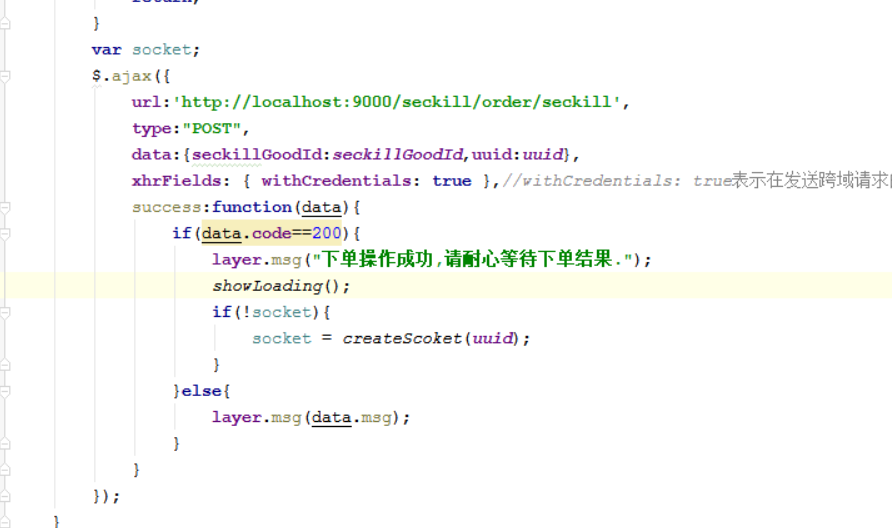 }
var socket;
$.ajax({
url:'http://localhost:9000/seckill/order/seckill',
type:"POST",
data:{seckillGoodId:seckillGoodId,uuid:uuid},
xhrFields: { withCredentials: true },//withCredentials: true表示在发送跨域请求
success:function(data){
if(data.code==200){
layer.msg("下单操作成功,请耐心等待下单结果.");
showLoading();
if(!socket){
socket = createScoket(uuid);
}
}else{
layer.msg(data.msg);
}
}
});
}